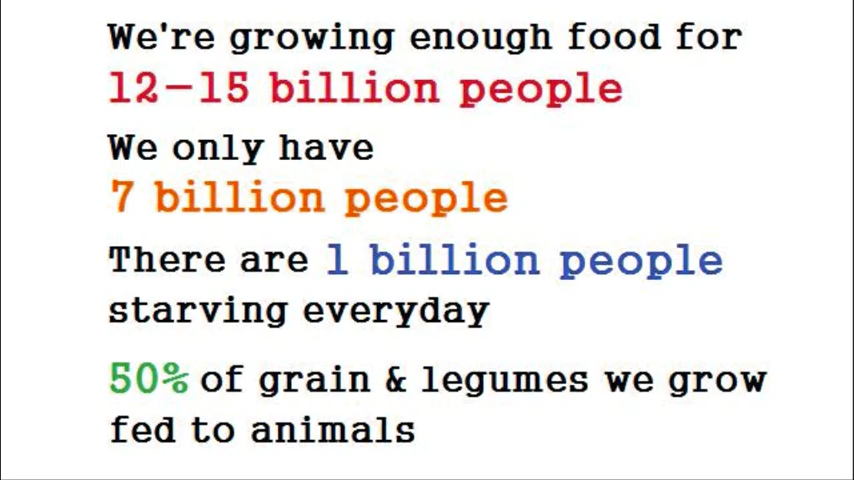 We're growing enough food for
12-15 billion people
We only have
7 billion people
There are 1 billion people
starving everyday
50% of grain & legumes we grow
fed to animals